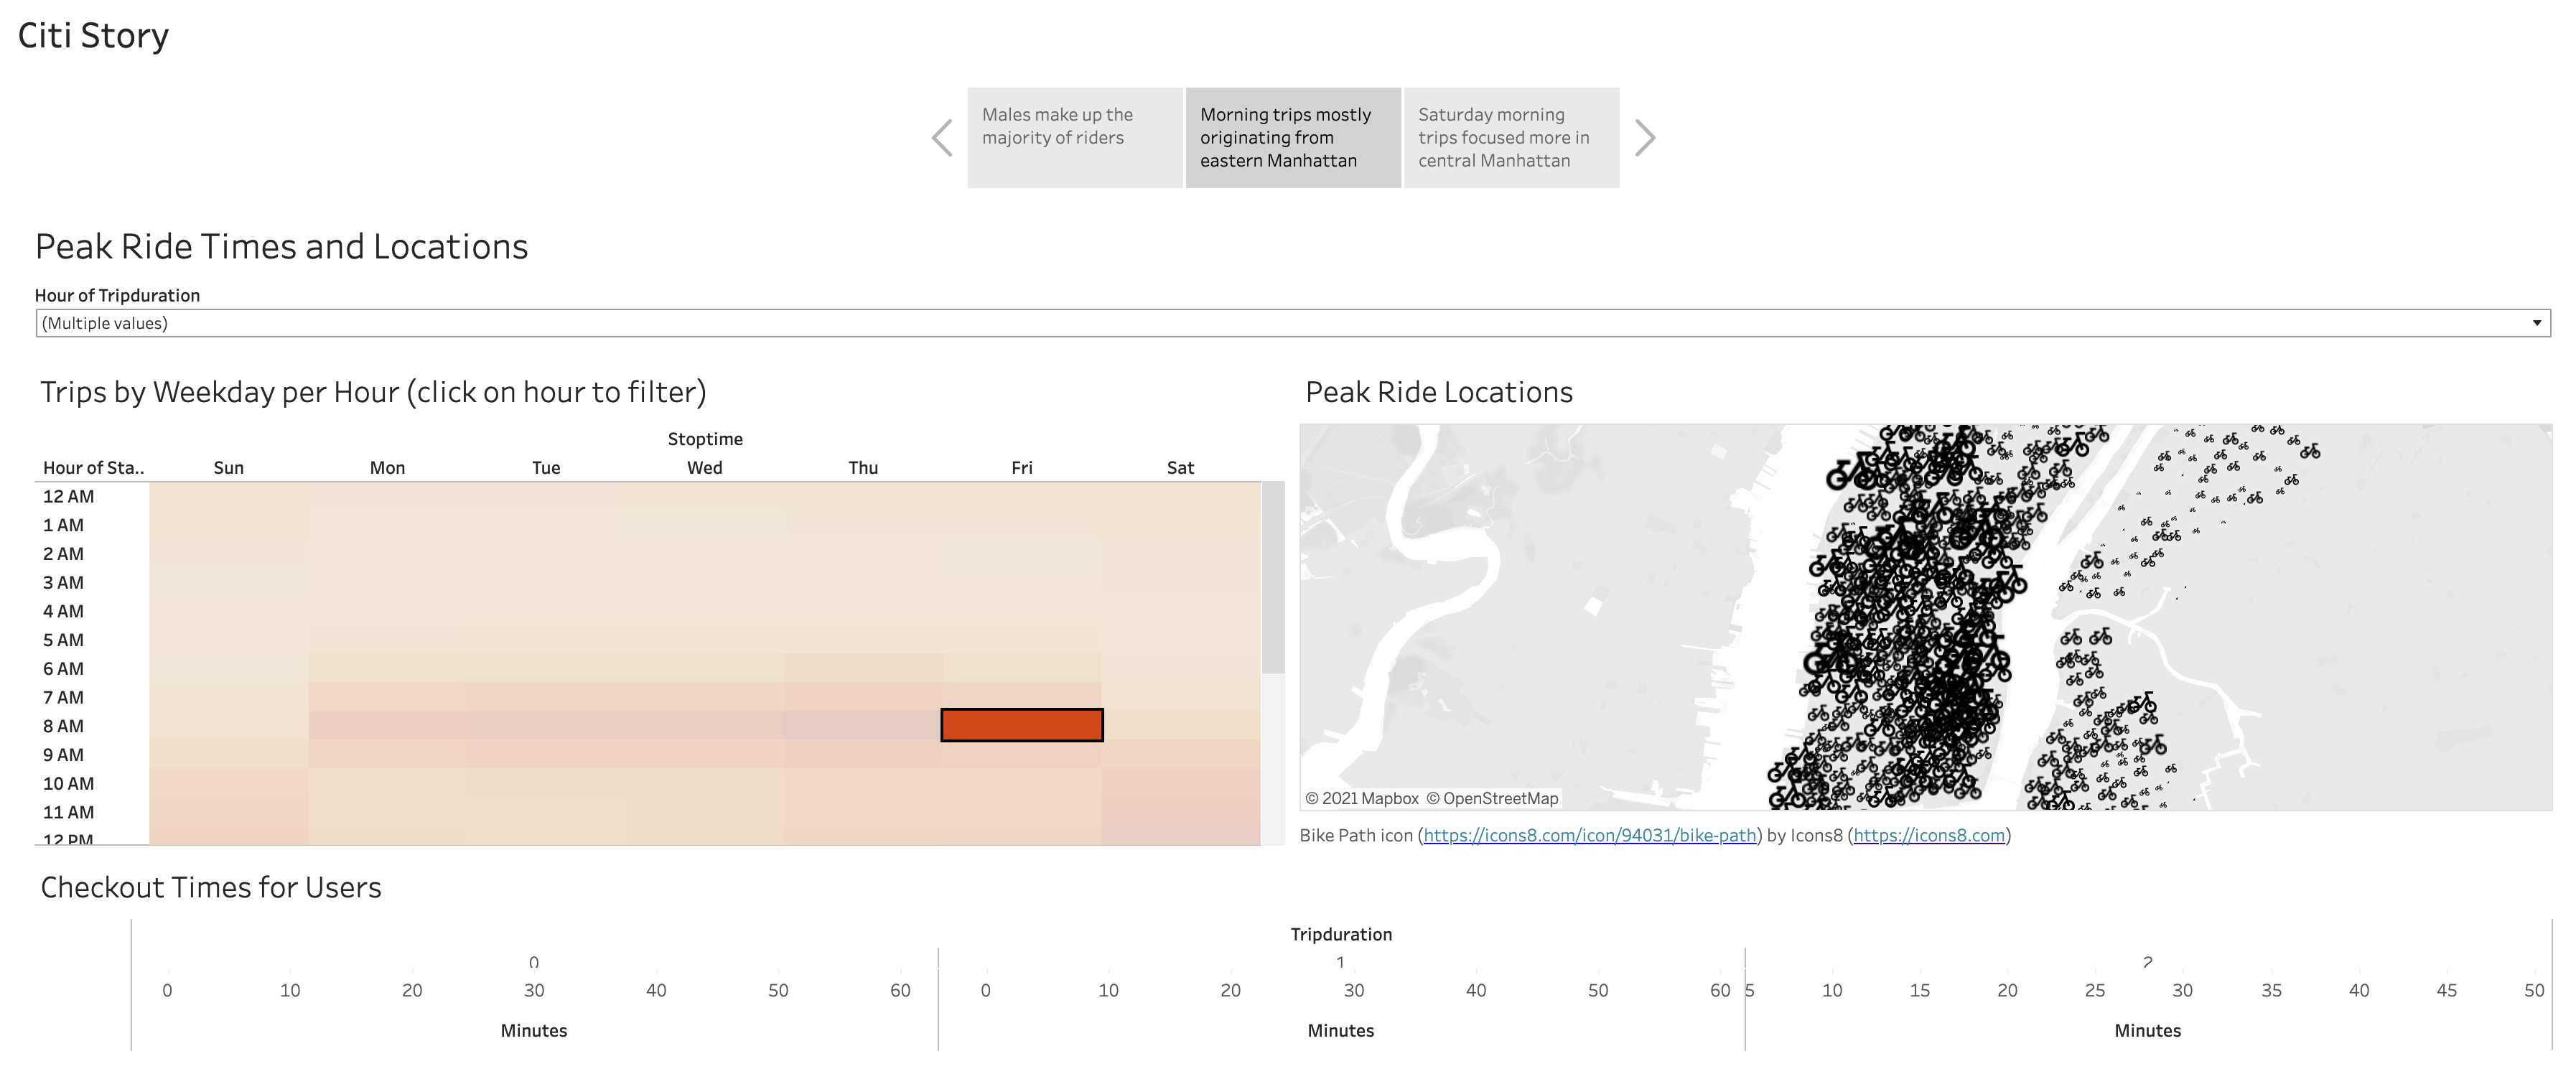 Citi Story
Males make up the
majority of riders
Morning trips mostly
originating from
eastern Manhattan
Saturday morning
trips focused more in
central Manhattan
Peak Ride Times and Locations
Hour of Tripduration
(Multiple values)
Trips by Weekday per Hour (click on hour to filter)
Stoptime
Hour of Sta.. Sun Mon Tue Wed Thu Fri Sat
12 AM
1 AM
2 AM
3 AM
4 AM
5 AM
6 AM
7 AM
8 AM
9 AM
10 AM
11 AM
12 PM
Peak Ride Locations
© 2021 Mapbox © OpenStreetMap
Bike Path icon (https://icons8.com/icon/94031/bike-path) by Icons8 (https://icons8.com)
Checkout Times for Users
Tripduration
0 1 2
0 10 20 30 40 50 60 0 10 20 30 40 50 60 5 10 15 20 25 30 35 40 45 50
Minutes Minutes Minutes